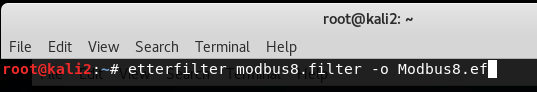 root@kali2: ~
File Edit View Search Terminal Help
root@kali2:~# etterfilter modbus8.filter -o Modbus8.ef